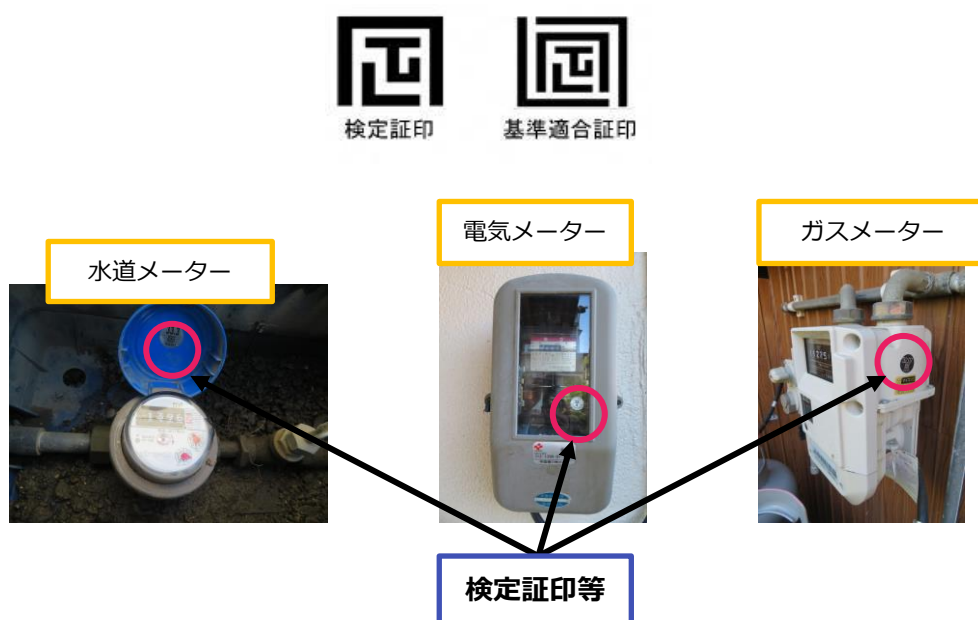 検定証印
基準適合証印
水道メーター
電気メーター
ガスメーター
検定証印等